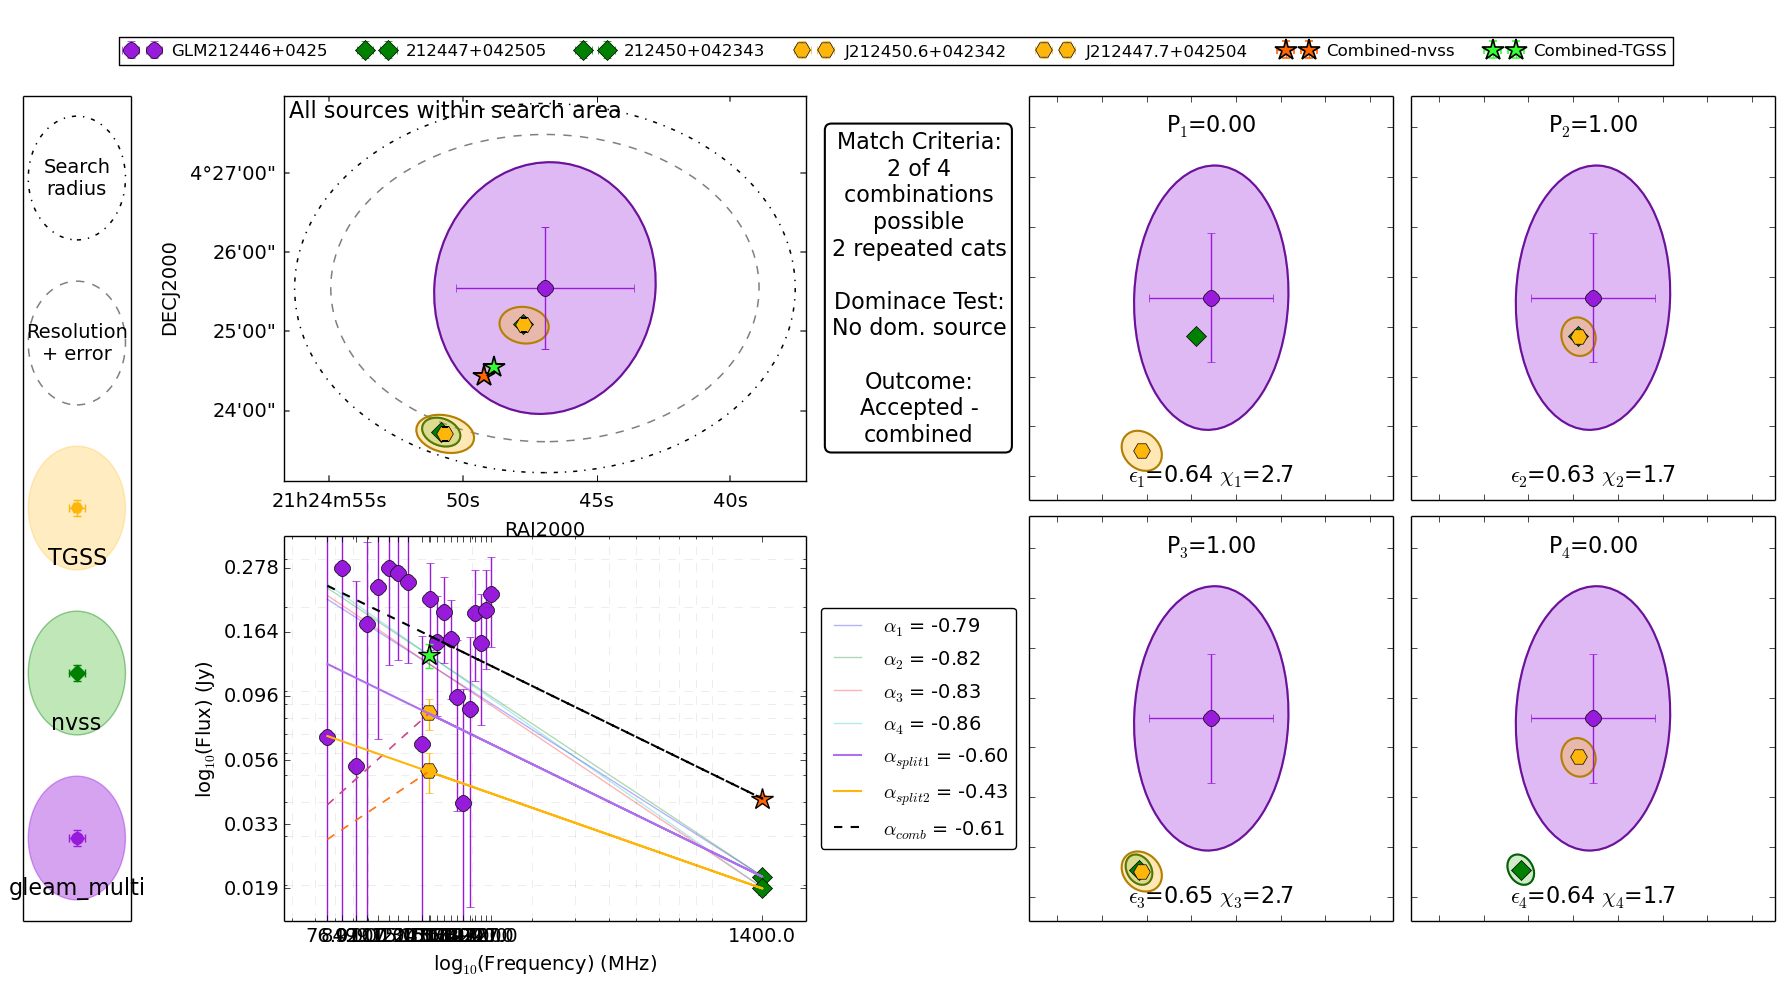 GLM212446+0425 212447+042505 212450+042343 J212450.6+042342 J212447.7+042504 Combined-nvss Combined-TGSS
Search
radius
Resolution
+ error
TGSS
nvss
gleam_multi
All sources within search area
4°27'00"
26'00"
25'00"
24'00"
DECJ2000
21h24m55s 50s 45s 40s
RAJ2000
Match Criteria:
2 of 4
combinations
possible
2 repeated cats
Dominace Test:
No dom. source
Outcome:
Accepted -
combined
P1=0.00
ϵ1=0.64 χ1=2.7
P2=1.00
ϵ2=0.63 χ2=1.7
P3=1.00
ϵ3=0.65 χ3=2.7
P4=0.00
ϵ4=0.64 χ4=1.7
0.278
0.164
0.096
0.056
0.033
0.019
log10(Flux) (Jy)
1400.0
log10(Frequency) (MHz)
α1 = -0.79
α2 = -0.82
α3 = -0.83
α4 = -0.86
αsplit1 = -0.60
αsplit2 = -0.43
αcomb = -0.61